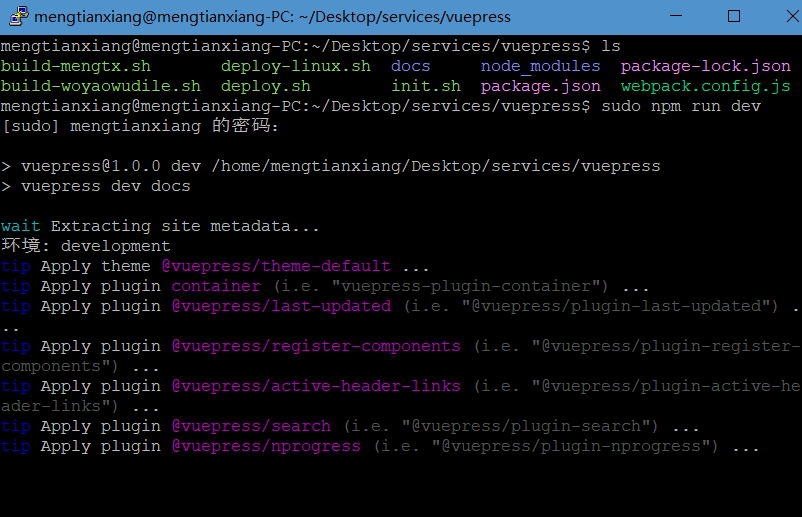 mengtianxiang@mengtianxiang-PC: ~/Desktop/services/vuepress
mengtianxiang@mengtianxiang-PC:~/Desktop/services/vuepress$ ls
build-mengtx.sh       deploy-linux.sh  docs     node_modules  package-lock.json
build-woyaowudile.sh  deploy.sh        init.sh  package.json  webpack.config.js
mengtianxiang@mengtianxiang-PC:~/Desktop/services/vuepress$ sudo npm run dev
[sudo] mengtianxiang 的密码：
> vuepress@1.0.0 dev /home/mengtianxiang/Desktop/services/vuepress
> vuepress dev docs
wait Extracting site metadata...
环境: development
tip Apply theme @vuepress/theme-default ...
tip Apply plugin container (i.e. "vuepress-plugin-container") ...
tip Apply plugin @vuepress/last-updated (i.e. "@vuepress/plugin-last-updated") .
..
tip Apply plugin @vuepress/register-components (i.e. "@vuepress/plugin-register-
components") ...
tip Apply plugin @vuepress/active-header-links (i.e. "@vuepress/plugin-active-he
ader-links") ...
tip Apply plugin @vuepress/search (i.e. "@vuepress/plugin-search") ...
tip Apply plugin @vuepress/nprogress (i.e. "@vuepress/plugin-nprogress") ...